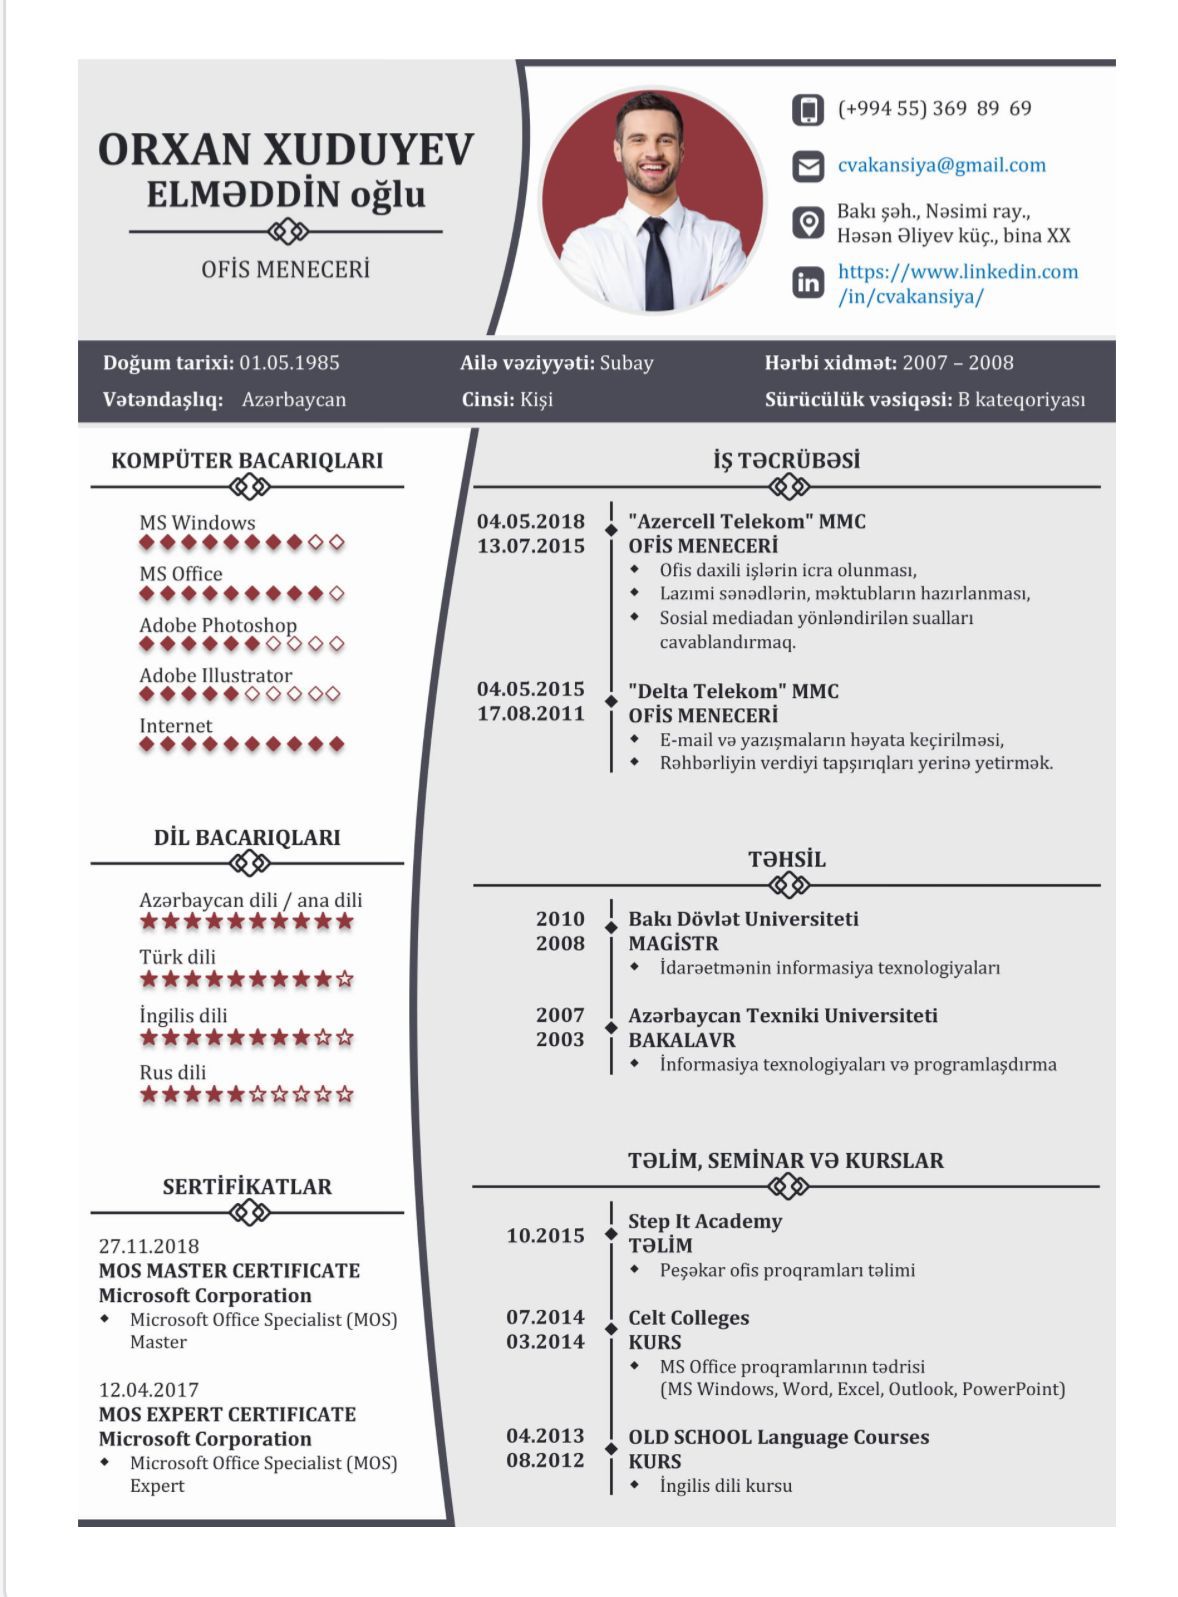 ORXAN XUDUYEV
ELMƏDDİN oğlu
OFİS MENECERİ
(+994 55) 369 89 69
cvakansiya@gmail.com
Bakı şəh., Nəsimi ray.,
Həsən Əliyev küç., bina XX
https://www.linkedin.com
/in/cvakansiya/
Doğum tarixi: 01.05.1985
Ailə vəziyyəti: Subay
Hərbi xidmət: 2007 – 2008
Vətəndaşlıq: Azərbaycan
Cinsi: Kişi
Sürücülük vəsiqəsi: B kateqoriyası
KOMPÜTER BACARIQLARI
MS Windows
MS Office
Adobe Photoshop
Adobe Illustrator
Internet
DİL BACARIQLARI
Azərbaycan dili / ana dili
Türk dili
İngilis dili
Rus dili
SERTİFİKATLAR
27.11.2018
MOS MASTER CERTIFICATE
Microsoft Corporation
Microsoft Office Specialist (MOS)
Master
12.04.2017
MOS EXPERT CERTIFICATE
Microsoft Corporation
Microsoft Office Specialist (MOS)
Expert
İŞ TƏCRÜBƏSİ
04.05.2018
13.07.2015
"Azercell Telekom" MMC
OFİS MENECERİ
Ofis daxili işlərin icra olunması,
Lazımi sənədlərin, məktubların hazırlanması,
Sosial mediadan yönləndirilən sualları
cavablandırmaq.
04.05.2015
17.08.2011
"Delta Telekom" MMC
OFİS MENECERİ
E-mail və yazışmaların həyata keçirilməsi,
Rəhbərliyin verdiyi tapşırıqları yerinə yetirmək.
TƏHSİL
2010
2008
Bakı Dövlət Universiteti
MAGİSTR
İdarəetmənin informasiya texnologiyaları
2007
2003
Azərbaycan Texniki Universiteti
BAKALAVR
İnformasiya texnologiyaları və programlaşdırma
TƏLİM, SEMİNAR VƏ KURSLAR
10.2015
Step It Academy
TƏLİM
Peşəkar ofis proqramları təlimi
07.2014
03.2014
Celt Colleges
KURS
MS Office proqramlarının tədrisi
(MS Windows, Word, Excel, Outlook, PowerPoint)
04.2013
08.2012
OLD SCHOOL Language Courses
KURS
İngilis dili kursu